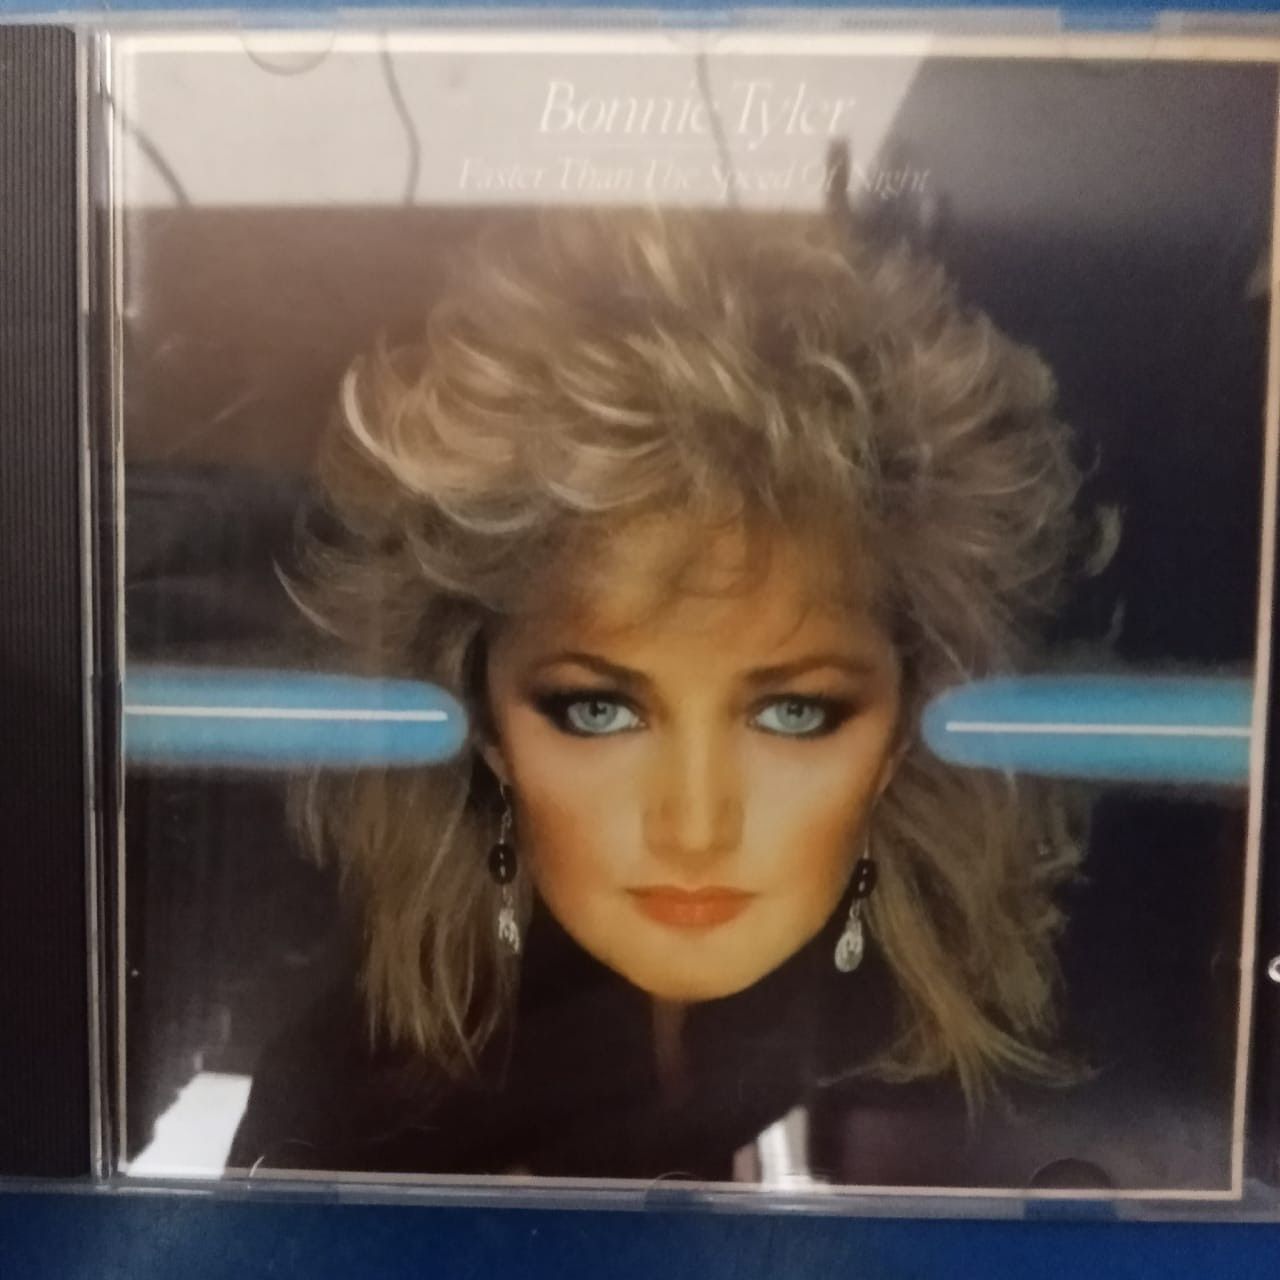 Bonnie Tyler
Faster Than The Speed Of Night